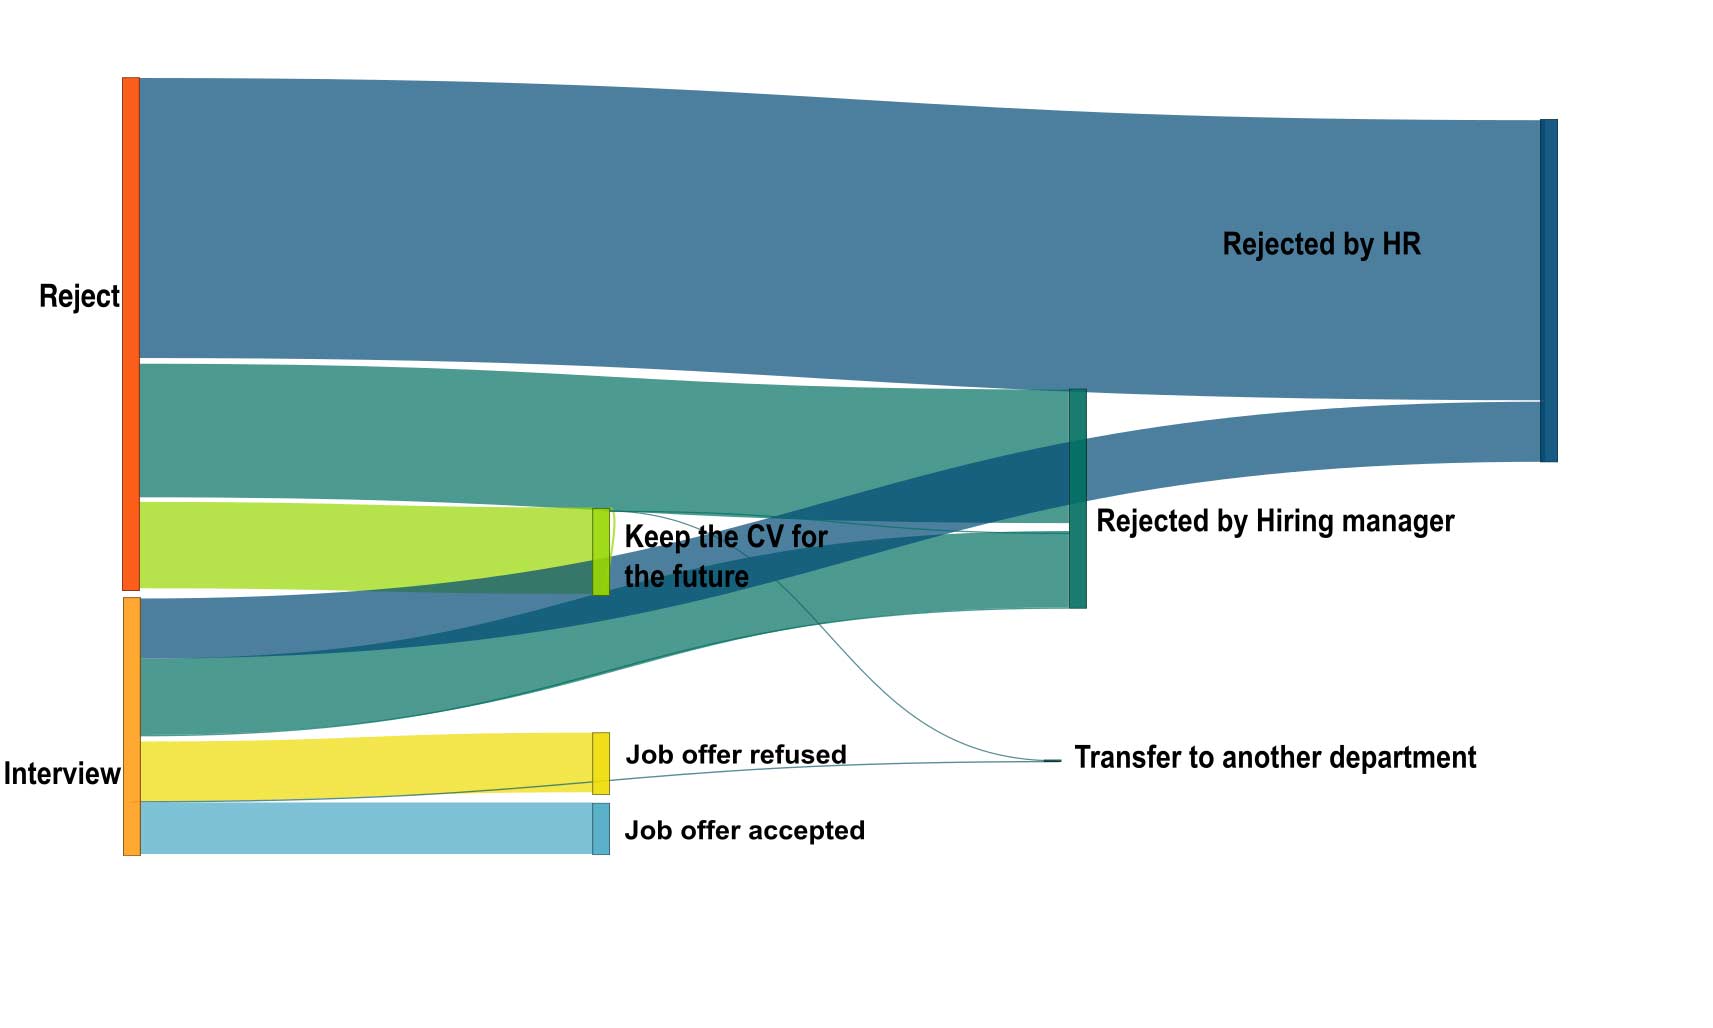 Rejected by HR
Reject
Rejected by Hiring manager
Keep the CV for
the future
Job offer refused
Transfer to another department
Interview
Job offer accepted